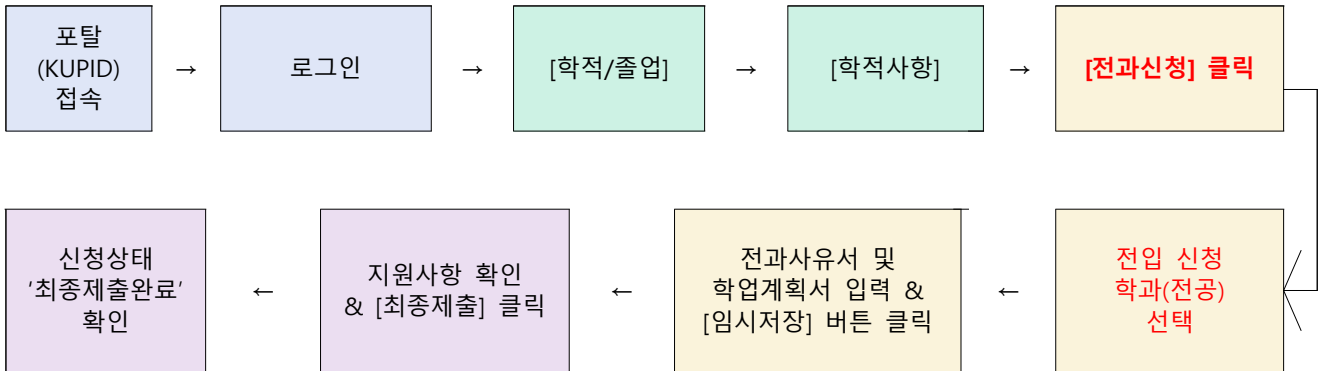 포탈
(KUPID)
접속
→
로그인
→
[학적/졸업]
→
[학적사항]
→
[전과신청] 클릭
전입 신청
학과(전공)
선택
←
전과사유서 및
학업계획서 입력 &
[임시저장] 버튼 클릭
←
지원사항 확인
& [최종제출] 클릭
←
신청상태
'최종제출완료'
확인